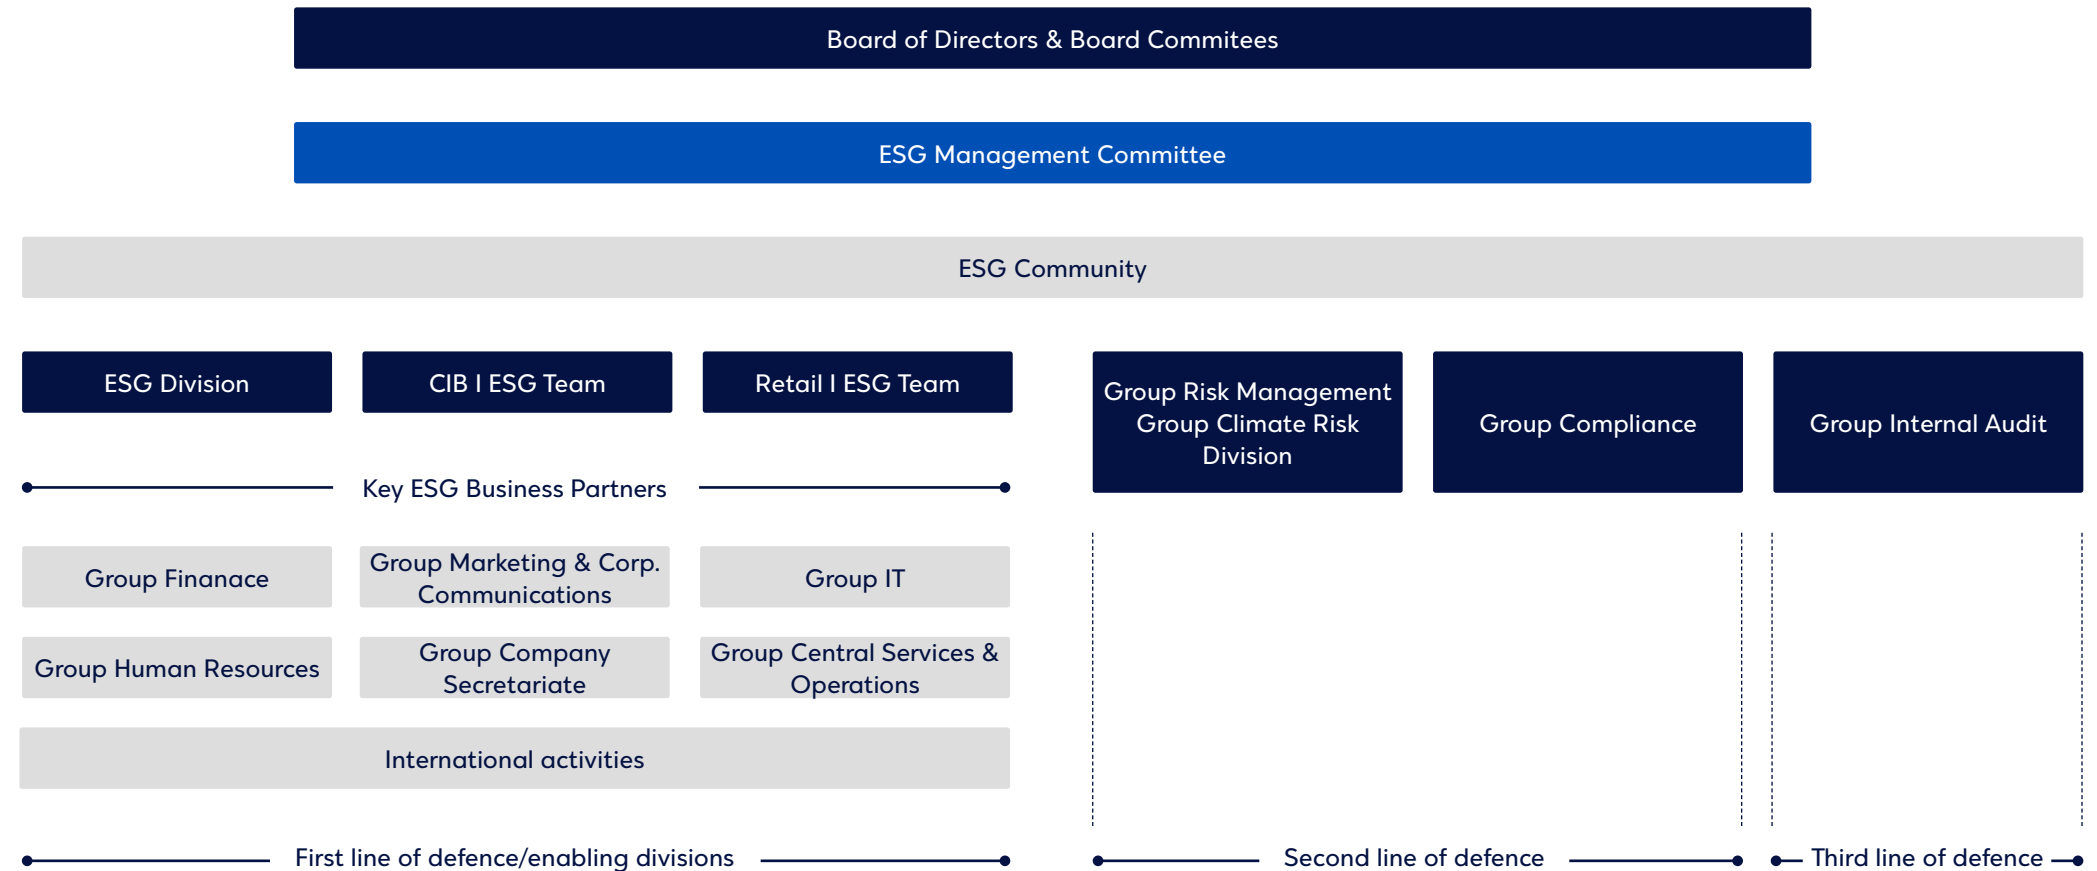 Board of Directors & Board Commitees
ESG Management Committee
ESG Community
ESG Division
CIB I ESG Team
Retail I ESG Team
Group Risk Management
Group Climate Risk
Division
Group Compliance
Group Internal Audit
Key ESG Business Partners
Group Finanace
Group Marketing & Corp.
Communications
Group IT
Group Human Resources
Group Company
Secretariate
Group Central Services &
Operations
International activities
First line of defence/enabling divisions
Second line of defence
Third line of defence